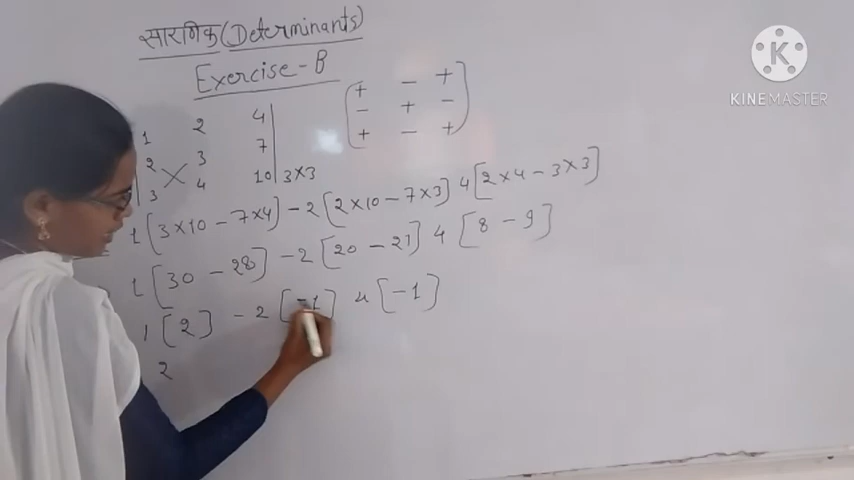 सारणिक (Determinants)
Exercise-B
+ - +
- + -
+ - +
1 2 4
2 3 7
3 4 10 3×3
1 [3×10 - 7×4] - 2 [2×10 - 7×3] 4 [2×4 - 3×3]
1 [30 - 28] - 2 [20 - 21] 4 [8 - 9]
1 [2] - 2 [-1] 4 [-1]
2
KINEMASTER